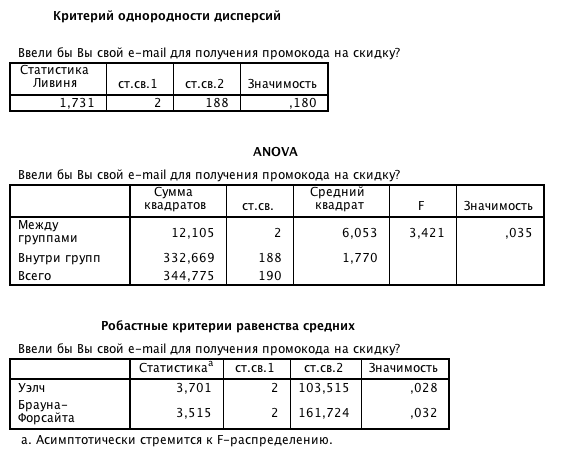 Критерий однородности дисперсий
Ввели бы Вы свой e-mail для получения промокода на скидку?
Статистика Ливиня ст.св.1 ст.св.2 Значимость
1,731 2 188 ,180
ANOVA
Ввели бы Вы свой e-mail для получения промокода на скидку?
Сумма квадратов ст.св. Средний квадрат F Значимость
Между группами 12,105 2 6,053 3,421 ,035
Внутри групп 332,669 188 1,770
Всего 344,775 190
Робастные критерии равенства средних
Ввели бы Вы свой e-mail для получения промокода на скидку?
Статистика^a ст.св.1 ст.св.2 Значимость
Уэлч 3,701 2 103,515 ,028
Брауна-Форсайта 3,515 2 161,724 ,032
a. Асимптотически стремится к F-распределению.